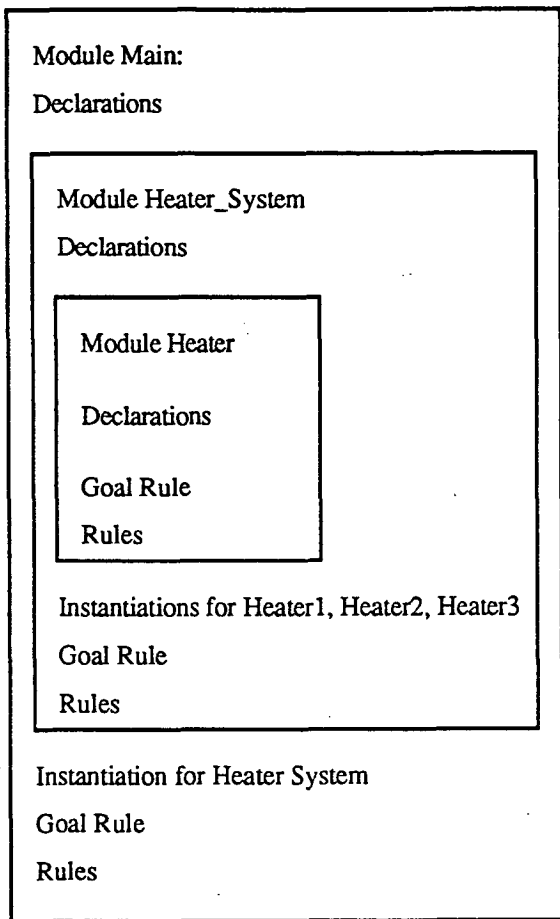 Module Main:
Declarations
Module Heater_System
Declarations
Module Heater
Declarations
Goal Rule
Rules
Instantiations for Heater1, Heater2, Heater3
Goal Rule
Rules
Instantiation for Heater System
Goal Rule
Rules